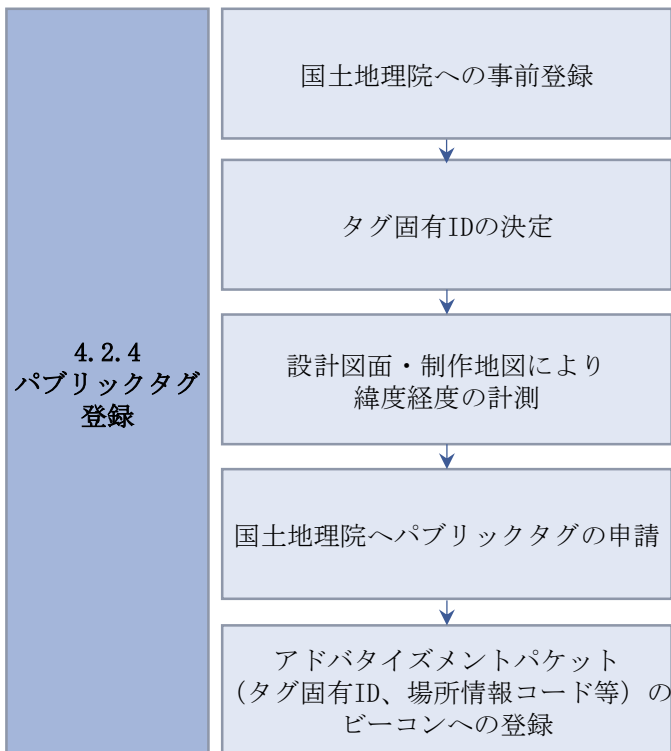 4.2.4
パブリックタグ
登録
国土地理院への事前登録
タグ固有IDの決定
設計図面・制作地図により
緯度経度の計測
国土地理院へパブリックタグの申請
アドバタイズメントパケット
（タグ固有ID、場所情報コード等）の
ビーコンへの登録